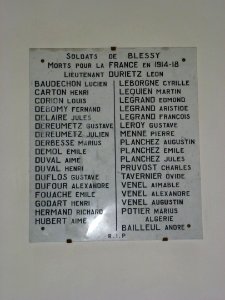 SOLDATS DE BLESSY
MORTS POUR LA FRANCE EN 1914-18
LIEUTENANT DURIETZ LEON
BAUDECHON LUCIEN
CARTON HENRI
CORION LOUIS
DEBOMY FERNAND
DELAIRE JULES
DEREUMETZ GUSTAVE
DEREUMETZ JULIEN
DERBESSE MARIUS
DEMOL EMILE
DUVAL AIMÉ
DUVAL HENRI
DUFLOS GUSTAVE
DUFOUR ALEXANDRE
FOUACHE EMILE
GODART HENRI
HERMAND RICHARD
HUBERT AIMÉ
LEBORGNE CYRILLE
LEQUIEN MARTIN
LEGRAND EDMOND
LEGRAND ARISTIDE
LEGRAND FRANÇOIS
LEROY GUSTAVE
MENNE PIERRE
PLANCHEZ AUGUSTIN
PLANCHEZ EMILE
PLANCHEZ JULES
PRUVOST CHARLES
TAVERNIER OVIDE
VENEL AIMABLE
VENEL ALEXANDRE
VENEL AUGUSTIN
POTIER MARIUS
ALGERIE
BAILLEUL ANDRE
R.I.P